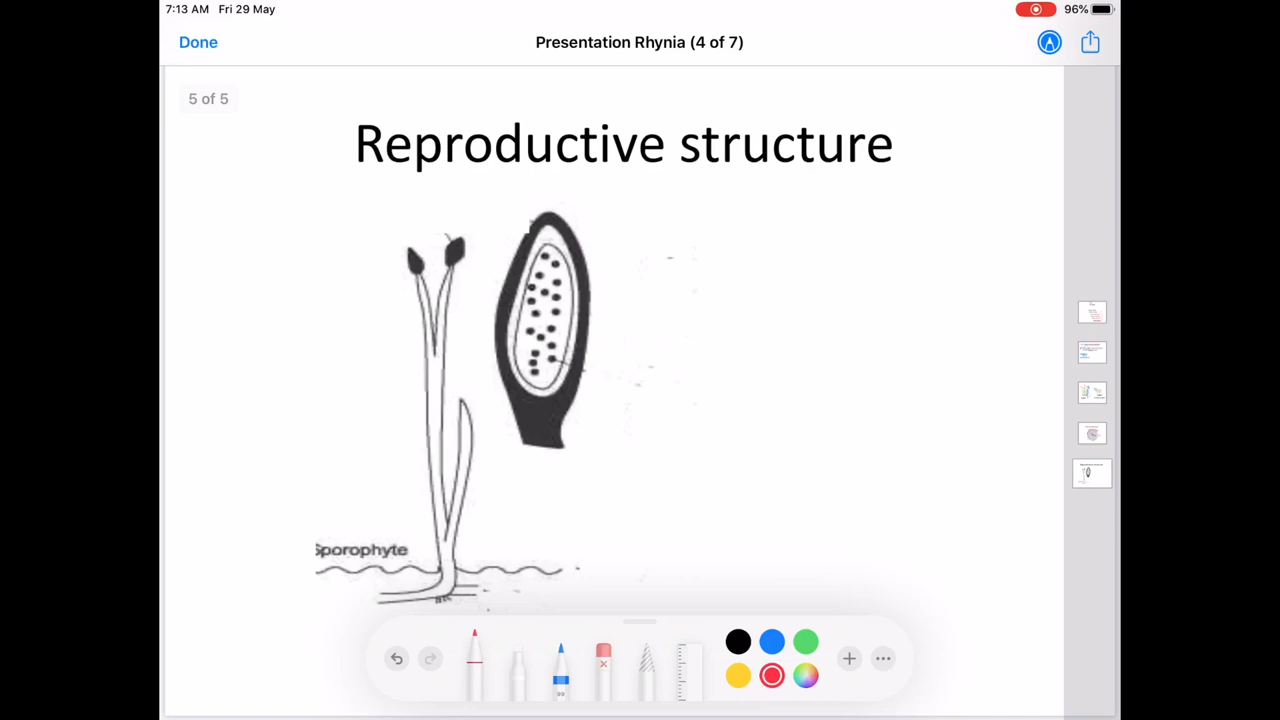 7:13 AM Fri 29 May
96%
Done
Presentation Rhynia (4 of 7)
5 of 5
Reproductive structure
Sporophyte